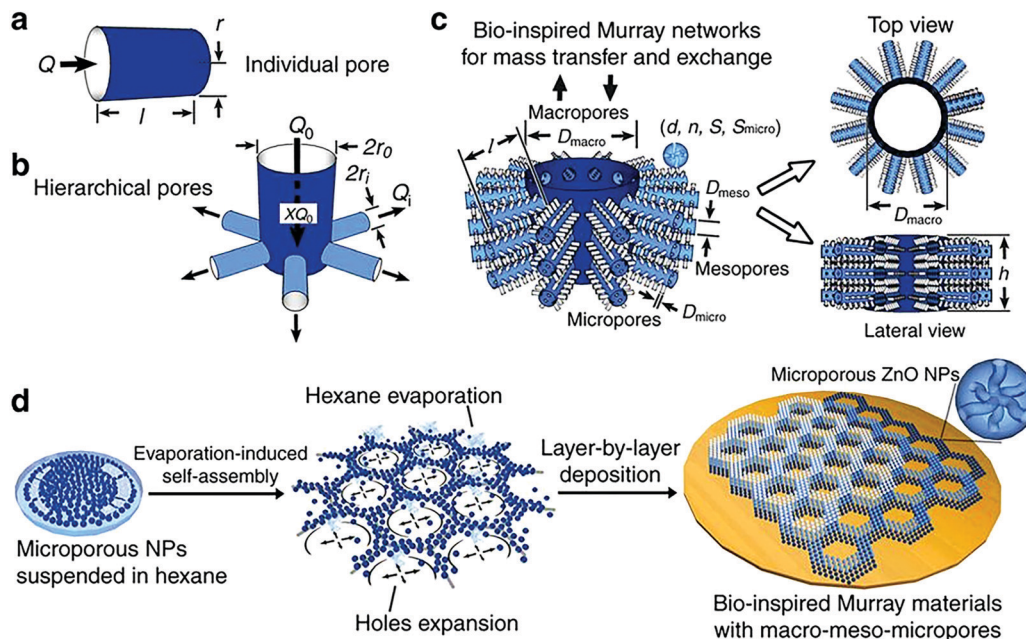 a
r
Q
Individual pore
l
b
Q0
2r0
2ri
Qi
Hierarchical pores
XQ0
c
Bio-inspired Murray networks
for mass transfer and exchange
Macropores
Dmacro
l
(d, n, S, Smicro)
Dmeso
Mesopores
Micropores
Dmicro
Top view
Dmacro
h
Lateral view
d
Microporous NPs
suspended in hexane
Evaporation-induced
self-assembly
Hexane evaporation
Holes expansion
Layer-by-layer
deposition
Microporous ZnO NPs
Bio-inspired Murray materials
with macro-meso-micropores